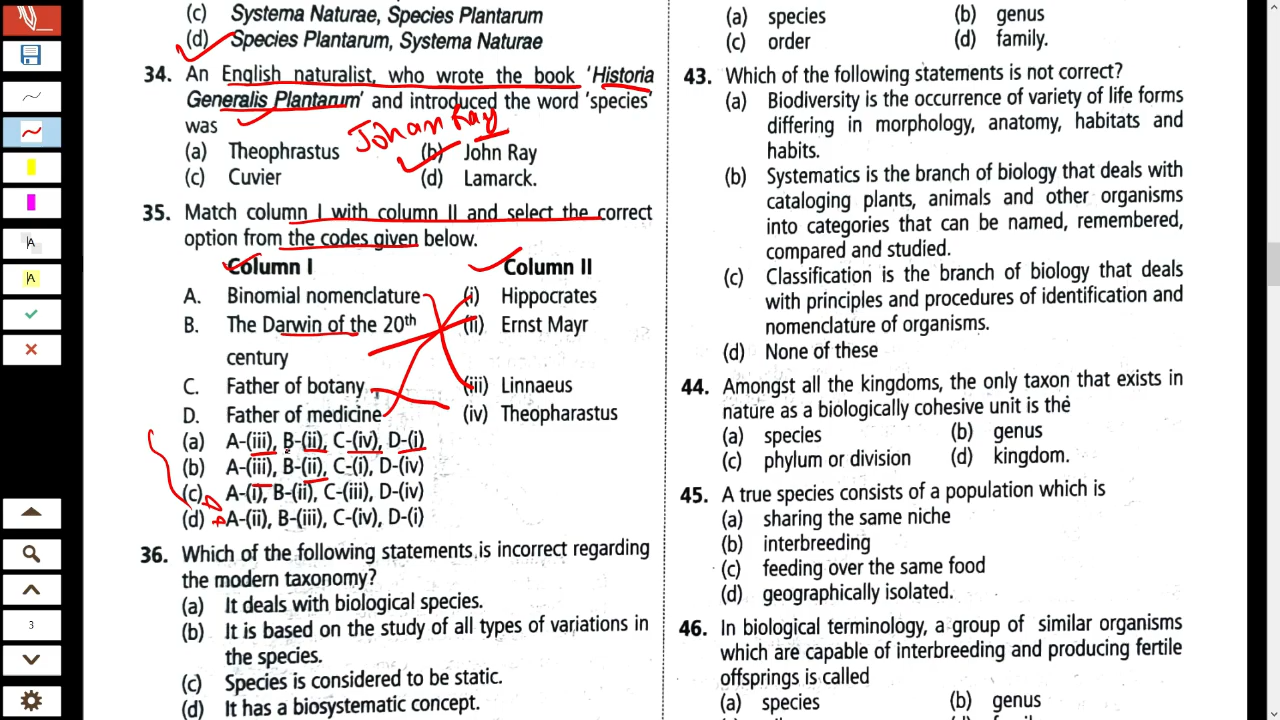 (c) Systema Naturae, Species Plantarum
(d) Species Plantarum, Systema Naturae
34. An English naturalist, who wrote the book 'Historia
Generalis Plantarum' and introduced the word 'species'
was
Johan Ray
(a) Theophrastus (b) John Ray
(c) Cuvier (d) Lamarck.
35. Match column I with column II and select the correct
option from the codes given below.
Column I Column II
A. Binomial nomenclature (i) Hippocrates
B. The Darwin of the 20th (ii) Ernst Mayr
century
C. Father of botany (iii) Linnaeus
D. Father of medicine (iv) Theopharastus
(a) A-(iii), B-(ii), C-(iv), D-(i)
(b) A-(iii), B-(ii), C-(i), D-(iv)
(c) A-(i), B-(ii), C-(iii), D-(iv)
(d) A-(ii), B-(iii), C-(iv), D-(i)
36. Which of the following statements is incorrect regarding
the modern taxonomy?
(a) It deals with biological species.
(b) It is based on the study of all types of variations in
the species.
(c) Species is considered to be static.
(d) It has a biosystematic concept.
(a) species (b) genus
(c) order (d) family.
43. Which of the following statements is not correct?
(a) Biodiversity is the occurrence of variety of life forms
differing in morphology, anatomy, habitats and
habits.
(b) Systematics is the branch of biology that deals with
cataloging plants, animals and other organisms
into categories that can be named, remembered,
compared and studied.
(c) Classification is the branch of biology that deals
with principles and procedures of identification and
nomenclature of organisms.
(d) None of these
44. Amongst all the kingdoms, the only taxon that exists in
nature as a biologically cohesive unit is the
(a) species (b) genus
(c) phylum or division (d) kingdom.
45. A true species consists of a population which is
(a) sharing the same niche
(b) interbreeding
(c) feeding over the same food
(d) geographically isolated.
46. In biological terminology, a group of similar organisms
which are capable of interbreeding and producing fertile
offsprings is called
(a) species (b) genus
A
A
3